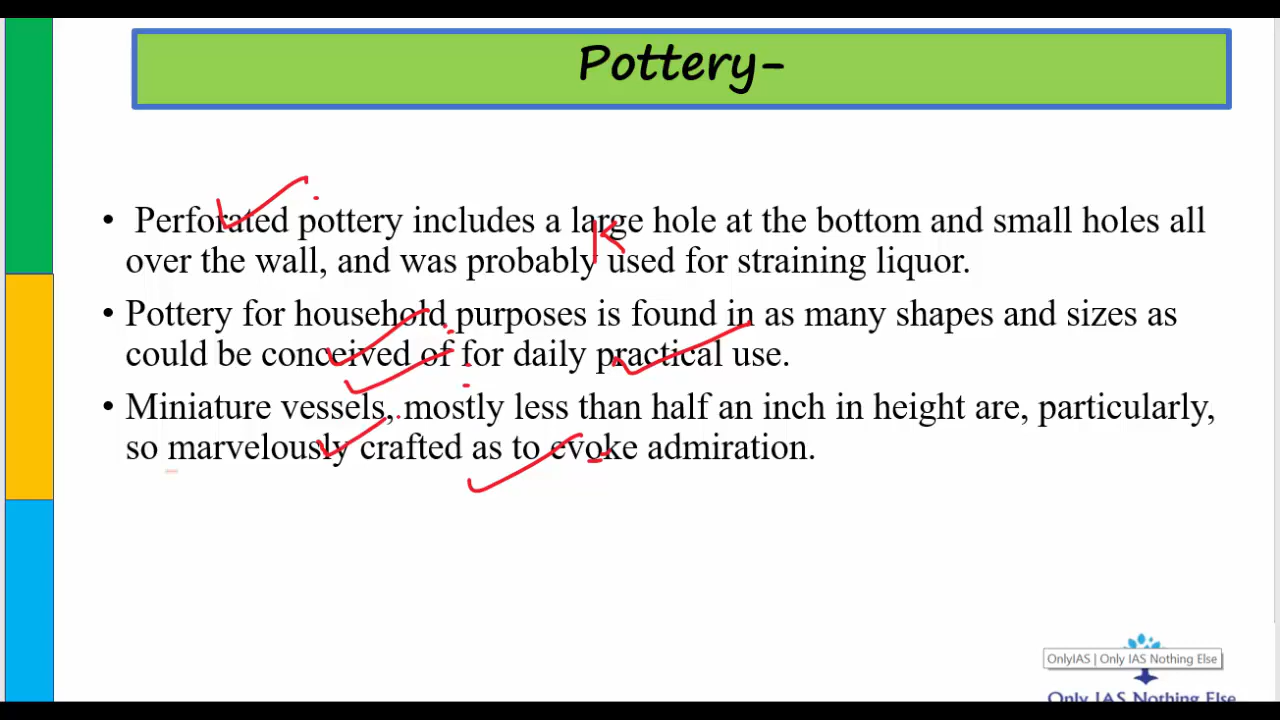 Pottery-
• Perforated pottery includes a large hole at the bottom and small holes all
over the wall, and was probably used for straining liquor.
• Pottery for household purposes is found in as many shapes and sizes as
could be conceived of for daily practical use.
• Miniature vessels, mostly less than half an inch in height are, particularly,
so marvelously crafted as to evoke admiration.
K
OnlyIAS | Only IAS Nothing Else
Only IAS Nothing Else